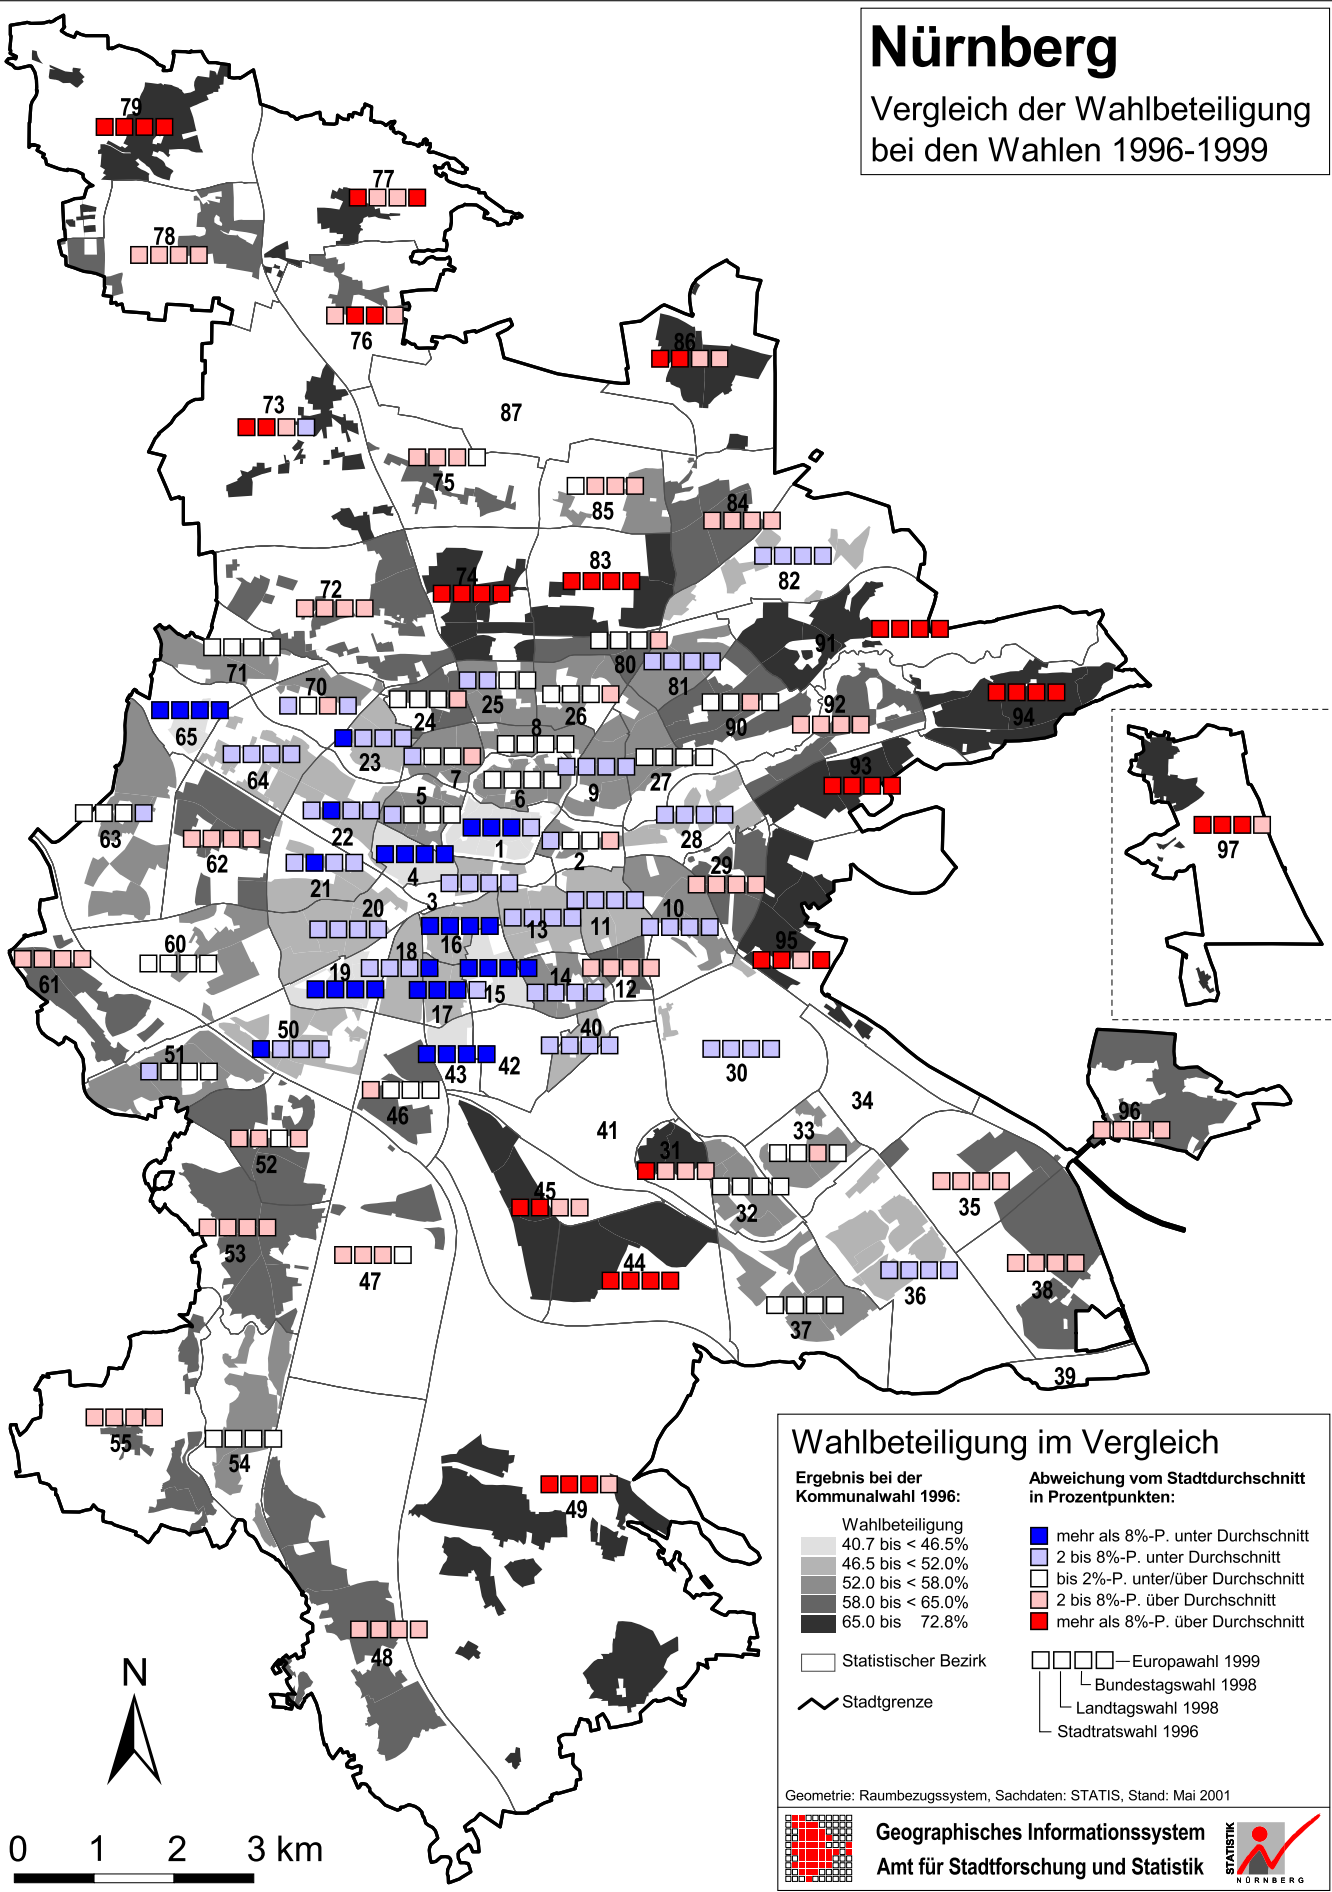 Nürnberg
Vergleich der Wahlbeteiligung
bei den Wahlen 1996-1999
79
77
78
76
86
73
87
75
85
84
83
82
74
72
91
80
71
81
70
25
26
92
94
24
90
65
8
23
64
7
27
93
6
9
5
97
63
22
28
62
1
2
29
4
21
3
20
10
13
11
16
60
95
18
61
19
14
12
15
17
50
40
51
42
43
30
34
46
96
41
33
31
52
45
35
32
53
44
47
38
36
37
39
55
54
49
48
N
0 1 2 3 km
Wahlbeteiligung im Vergleich
Ergebnis bei der
Kommunalwahl 1996:
Wahlbeteiligung
40.7 bis < 46.5%
46.5 bis < 52.0%
52.0 bis < 58.0%
58.0 bis < 65.0%
65.0 bis 72.8%
Statistischer Bezirk
Stadtgrenze
Abweichung vom Stadtdurchschnitt
in Prozentpunkten:
mehr als 8%-P. unter Durchschnitt
2 bis 8%-P. unter Durchschnitt
bis 2%-P. unter/über Durchschnitt
2 bis 8%-P. über Durchschnitt
mehr als 8%-P. über Durchschnitt
Europawahl 1999
Bundestagswahl 1998
Landtagswahl 1998
Stadtratswahl 1996
Geometrie: Raumbezugssystem, Sachdaten: STATIS, Stand: Mai 2001
Geographisches Informationssystem
Amt für Stadtforschung und Statistik
STATISTIK
NÜRNBERG